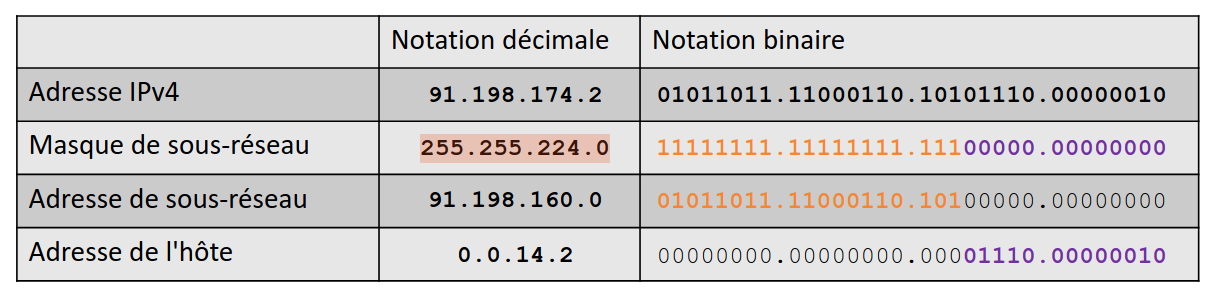 Notation décimale Notation binaire
Adresse IPv4 91.198.174.2 01011011.11000110.10101110.00000010
Masque de sous-réseau 255.255.224.0 11111111.11111111.11100000.00000000
Adresse de sous-réseau 91.198.160.0 01011011.11000110.10100000.00000000
Adresse de l'hôte 0.0.14.2 00000000.00000000.00001110.00000010